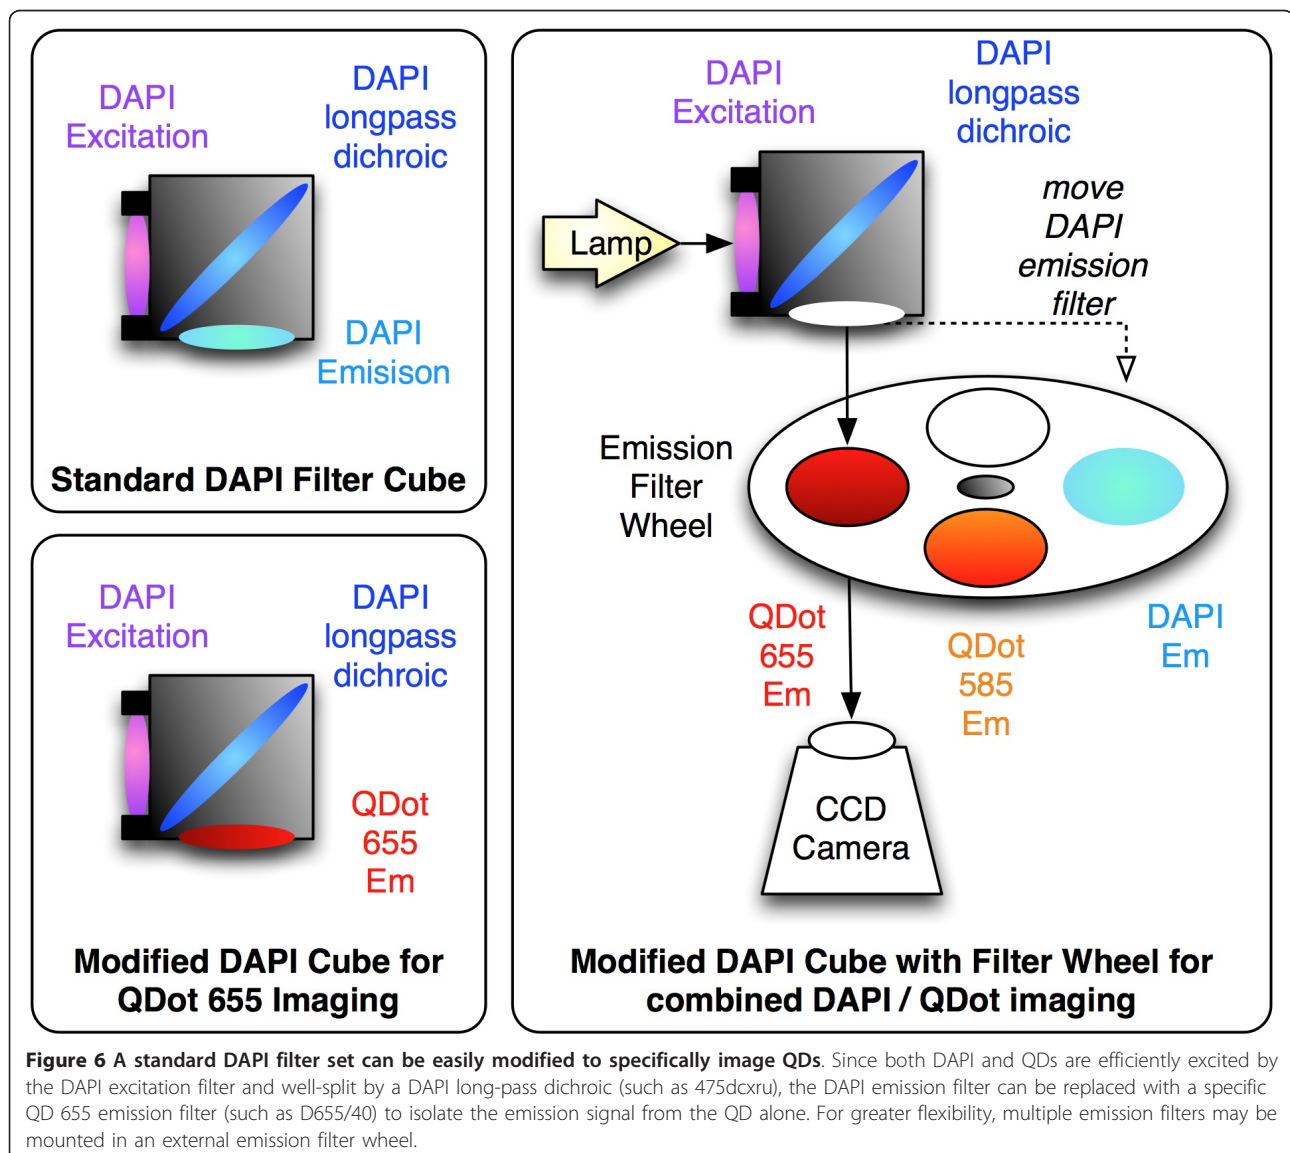 DAPI
Excitation
DAPI
longpass
dichroic
DAPI
Emisison
Standard DAPI Filter Cube
DAPI
Excitation
DAPI
longpass
dichroic
QDot
655
Em
Modified DAPI Cube for
QDot 655 Imaging
DAPI
Excitation
DAPI
longpass
dichroic
Lamp
move
DAPI
emission
filter
Emission
Filter
Wheel
QDot
655
Em
QDot
585
Em
DAPI
Em
CCD
Camera
Modified DAPI Cube with Filter Wheel for
combined DAPI / QDot imaging
Figure 6 A standard DAPI filter set can be easily modified to specifically image QDs. Since both DAPI and QDs are efficiently excited by
the DAPI excitation filter and well-split by a DAPI long-pass dichroic (such as 475dcxru), the DAPI emission filter can be replaced with a specific
QD 655 emission filter (such as D655/40) to isolate the emission signal from the QD alone. For greater flexibility, multiple emission filters may be
mounted in an external emission filter wheel.